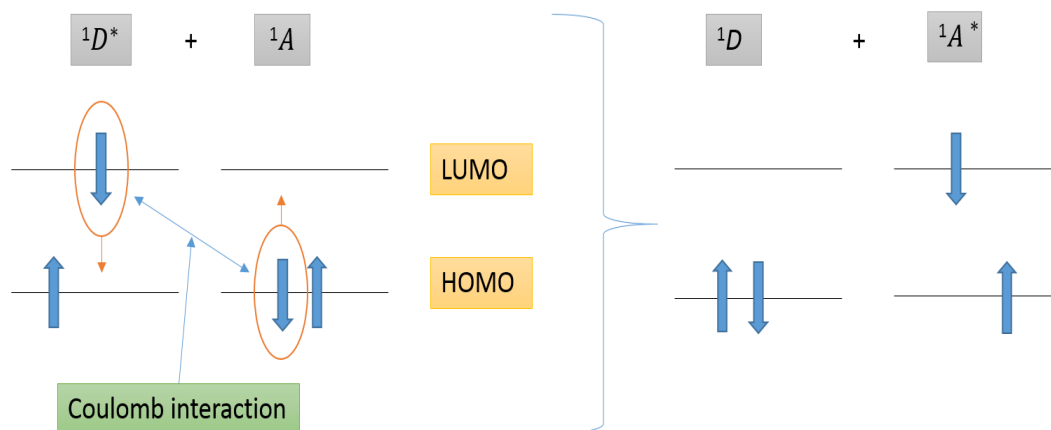 ¹D* + ¹A ¹D + ¹A*
LUMO
HOMO
Coulomb interaction